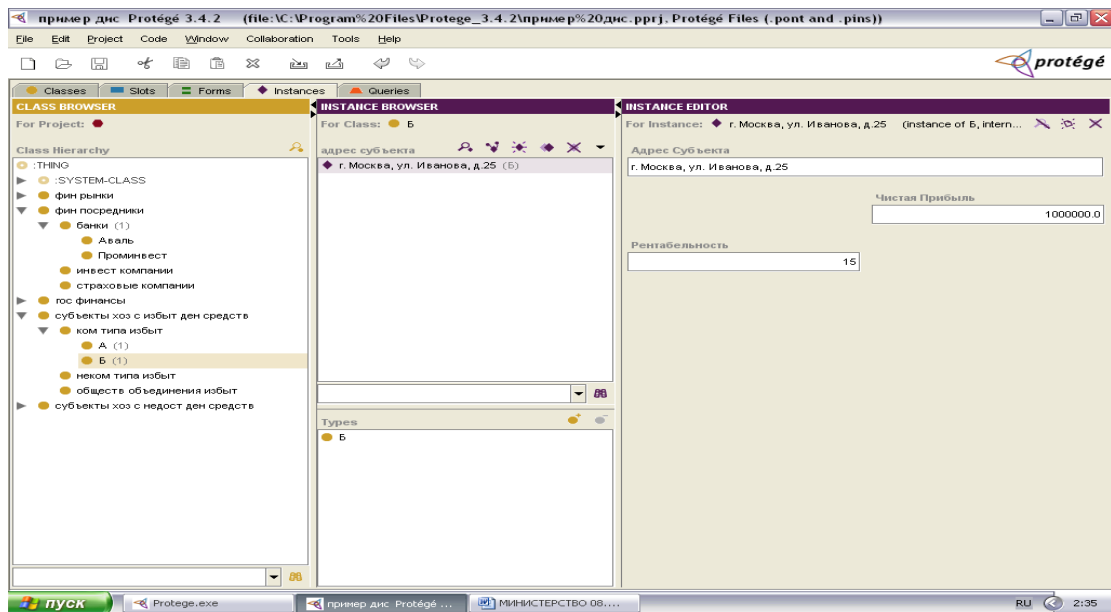 пример дис Protégé 3.4.2 (file:\C:\Program%20Files\Protege_3.4.2\пример%20дис.pprj, Protégé Files (.pont and .pins))
File Edit Project Code Window Collaboration Tools Help
protégé
Classes Slots Forms Instances Queries
CLASS BROWSER
For Project:
Class Hierarchy
:THING
:SYSTEM-CLASS
фин рынки
фин посредники
банки (1)
Аваль
Проминвест
инвест компании
страховые компании
гос финансы
субъекты хоз с избыт ден средств
ком типа избыт
А (1)
Б (1)
неком типа избыт
обществ объединения избыт
субъекты хоз с недост ден средств
INSTANCE BROWSER
For Class: Б
адрес субъекта
г. Москва, ул. Иванова, д.25 (Б)
Types
Б
INSTANCE EDITOR
For Instance: г. Москва, ул. Иванова, д.25 (instance of Б, intern...
Адрес Субъекта
г. Москва, ул. Иванова, д.25
Чистая Прибыль
1000000.0
Рентабельность
15
пуск Protege.exe пример дис Protégé ... МИНИСТЕРСТВО 08.... RU 2:35